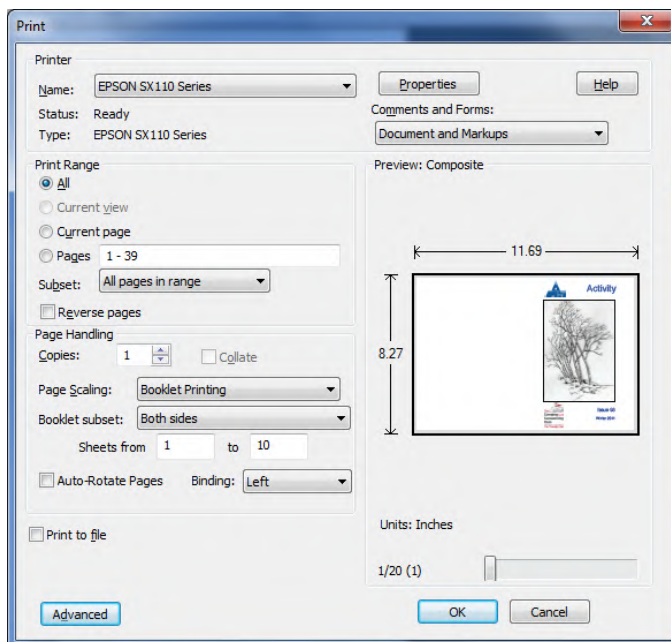 Print
Printer
Name: EPSON SX110 Series Properties Help
Status: Ready Comments and Forms:
Type: EPSON SX110 Series Document and Markups
Print Range Preview: Composite
All
Current view
Current page
Pages 1 - 39
Subset: All pages in range
Reverse pages
Page Handling
Copies: 1 Collate
Page Scaling: Booklet Printing
Booklet subset: Both sides
Sheets from 1 to 10
Auto-Rotate Pages Binding: Left
Print to file
11.69
8.27
Activity
Issue
Units: Inches
1/20 (1)
Advanced OK Cancel